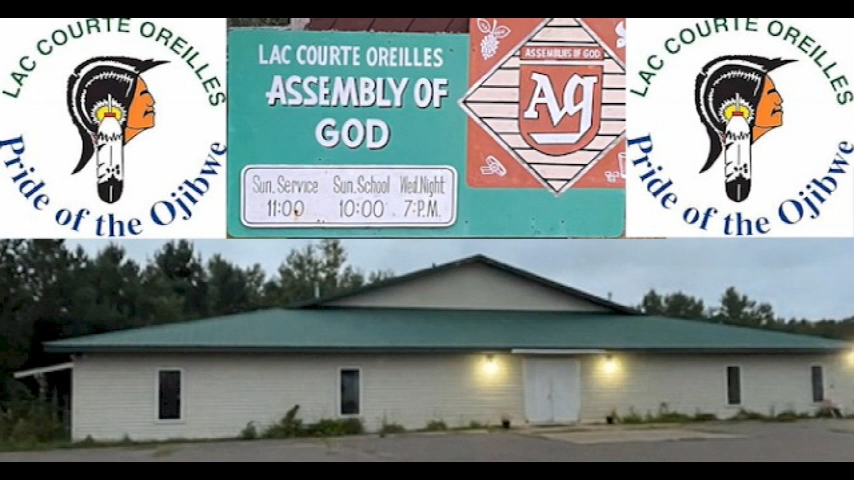 LAC COURTE OREILLES
Pride of the Ojibwe
LAC COURTE OREILLES
ASSEMBLY OF
GOD
Sun. Service Sun. School Wed. Night
11:00 10:00 7:P.M.
ASSEMBLIES OF GOD
AG
LAC COURTE OREILLES
Pride of the Ojibwe